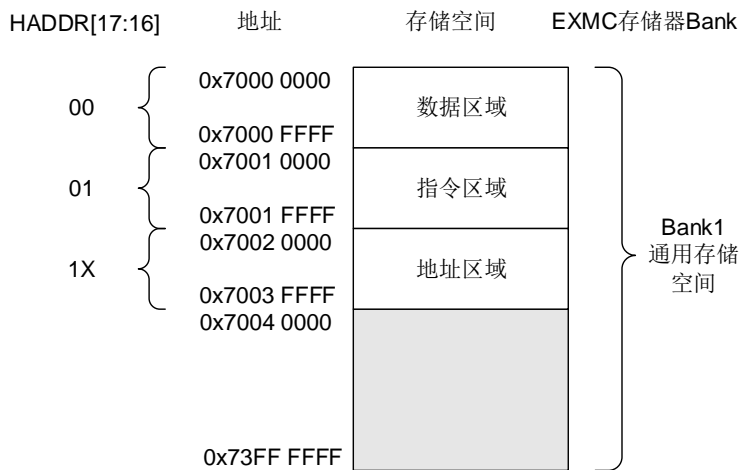 HADDR[17:16] 地址 存储空间 EXMC存储器Bank
0x7000 0000
00 数据区域
0x7000 FFFF
0x7001 0000
01 指令区域
0x7001 FFFF
0x7002 0000
1X 地址区域
0x7003 FFFF
0x7004 0000
Bank1
通用存储
空间
0x73FF FFFF